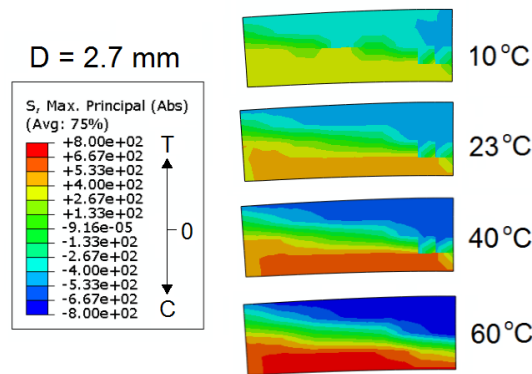 D = 2.7 mm
S, Max. Principal (Abs)
(Avg: 75%)
+8.00e+02
+6.67e+02
+5.33e+02
+4.00e+02
+2.67e+02
+1.33e+02
-9.16e-05
-1.33e+02
-2.67e+02
-4.00e+02
-5.33e+02
-6.67e+02
-8.00e+02
T
0
C
10°C
23°C
40°C
60°C